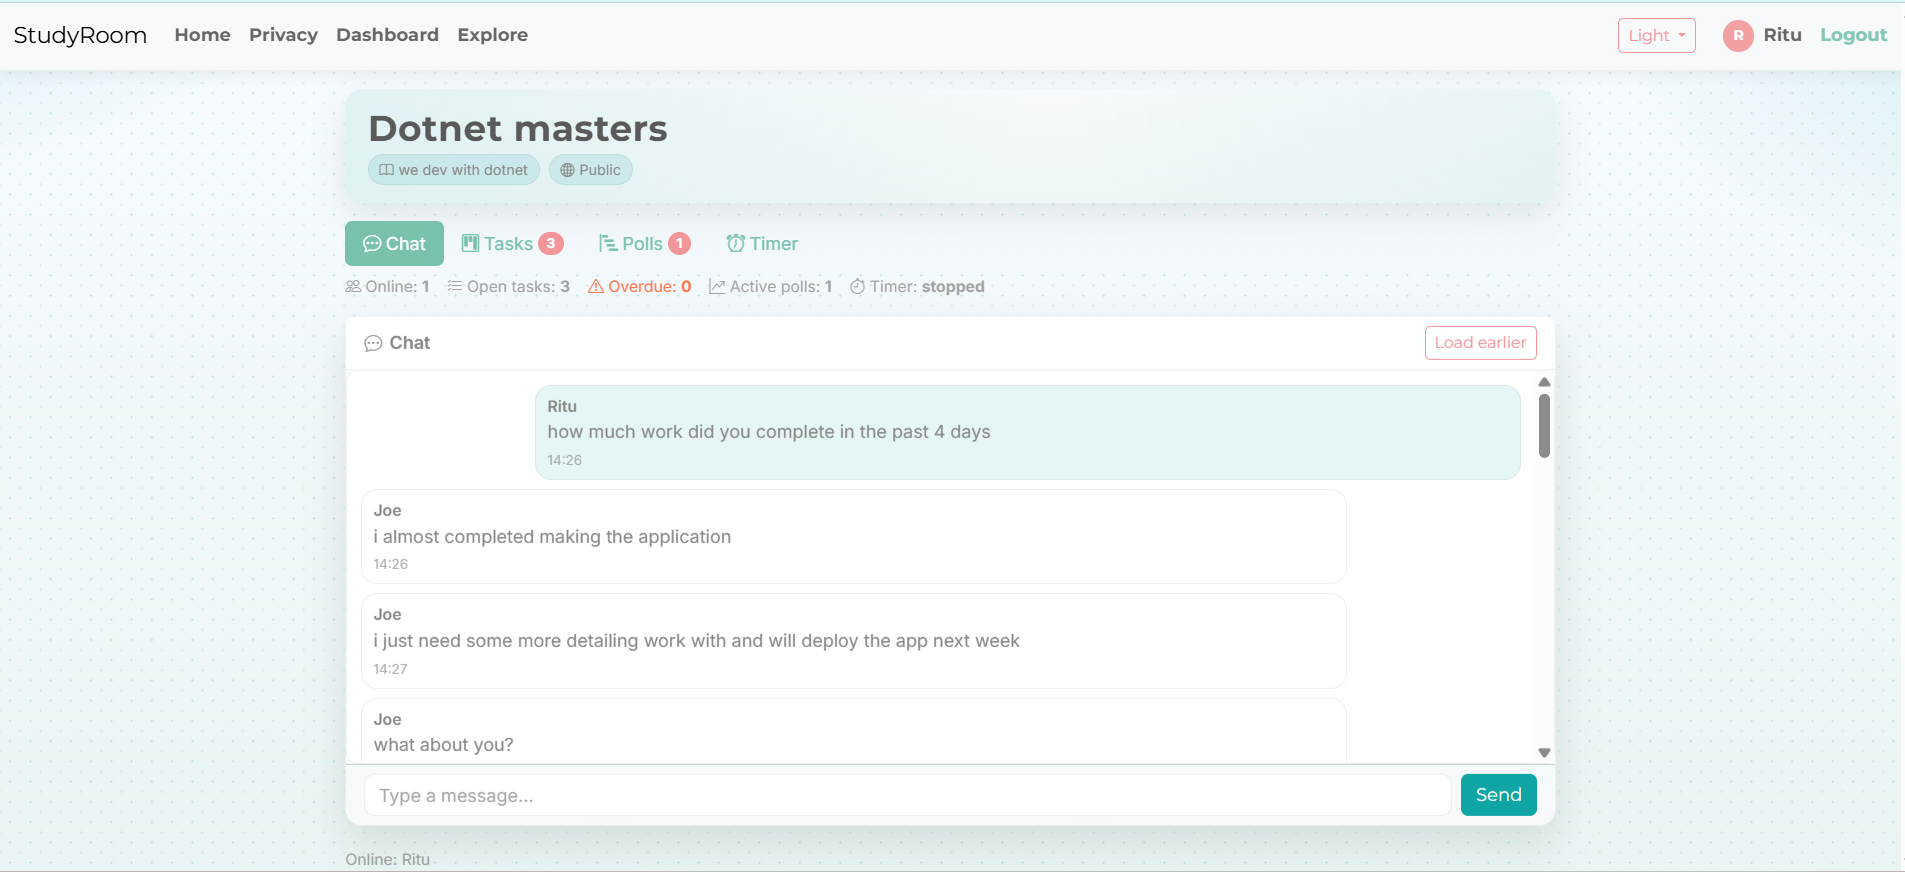 StudyRoom Home Privacy Dashboard Explore Light R Ritu Logout
Dotnet masters
we dev with dotnet Public
Chat Tasks 3 Polls 1 Timer
Online: 1 Open tasks: 3 Overdue: 0 Active polls: 1 Timer: stopped
Chat Load earlier
Ritu
how much work did you complete in the past 4 days
14:26
Joe
i almost completed making the application
14:26
Joe
i just need some more detailing work with and will deploy the app next week
14:27
Joe
what about you?
Type a message... Send
Online: Ritu